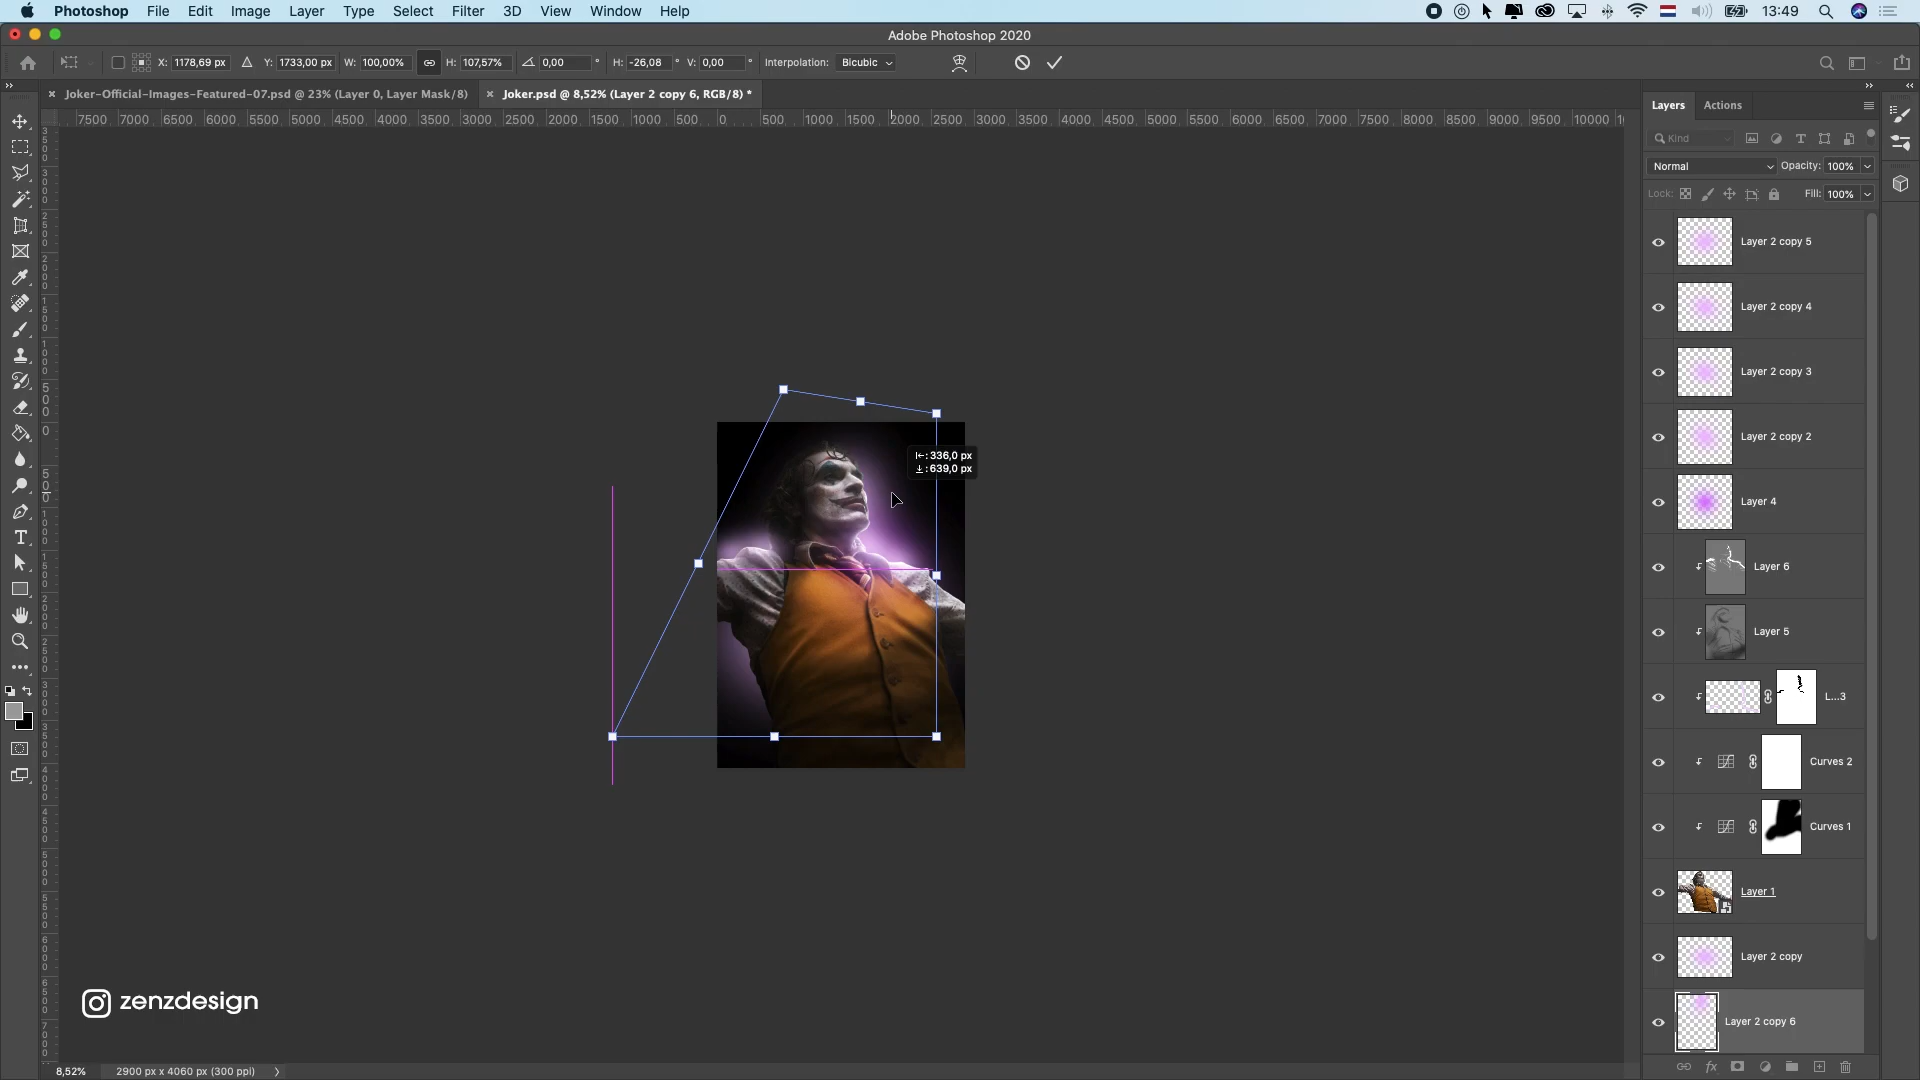 Photoshop File Edit Image Layer Type Select Filter 3D View Window Help 13:49
Adobe Photoshop 2020
X: 1178,69 px Y: 1733,00 px W: 100,00% H: 107,57% 0,00 ° H: -26,08 ° V: 0,00 ° Interpolation: Bicubic
Joker-Official-Images-Featured-07.psd @ 23% (Layer 0, Layer Mask/8) Joker.psd @ 8,52% (Layer 2 copy 6, RGB/8) *
7500 7000 6500 6000 5500 5000 4500 4000 3500 3000 2500 2000 1500 1000 500 0 500 1000 1500 2000 2500 3000 3500 4000 4500 5000 5500 6000 6500 7000 7500 8000 8500 9000 9500 10000
Layers Actions
Kind
Normal Opacity: 100%
Lock: Fill: 100%
Layer 2 copy 5
Layer 2 copy 4
Layer 2 copy 3
Layer 2 copy 2
Layer 4
Layer 6
Layer 5
L...3
Curves 2
Curves 1
Layer 1
Layer 2 copy
Layer 2 copy 6
: 336,0 px
: 639,0 px
zenzdesign
8,52% 2900 px x 4060 px (300 ppi)